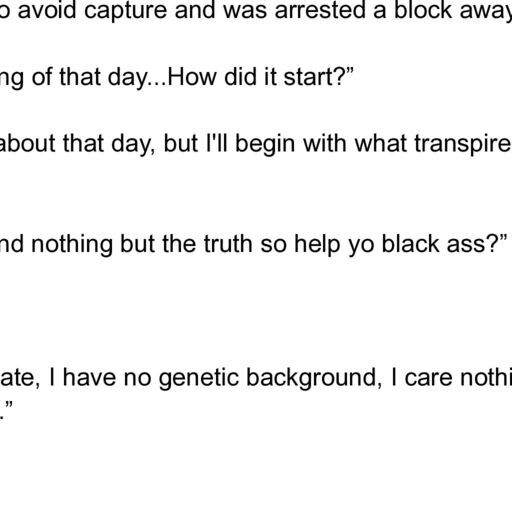 o avoid capture and was arrested a block away
ng of that day...How did it start?”
about that day, but I'll begin with what transpire
nd nothing but the truth so help yo black ass?”
ate, I have no genetic background, I care nothi
.”